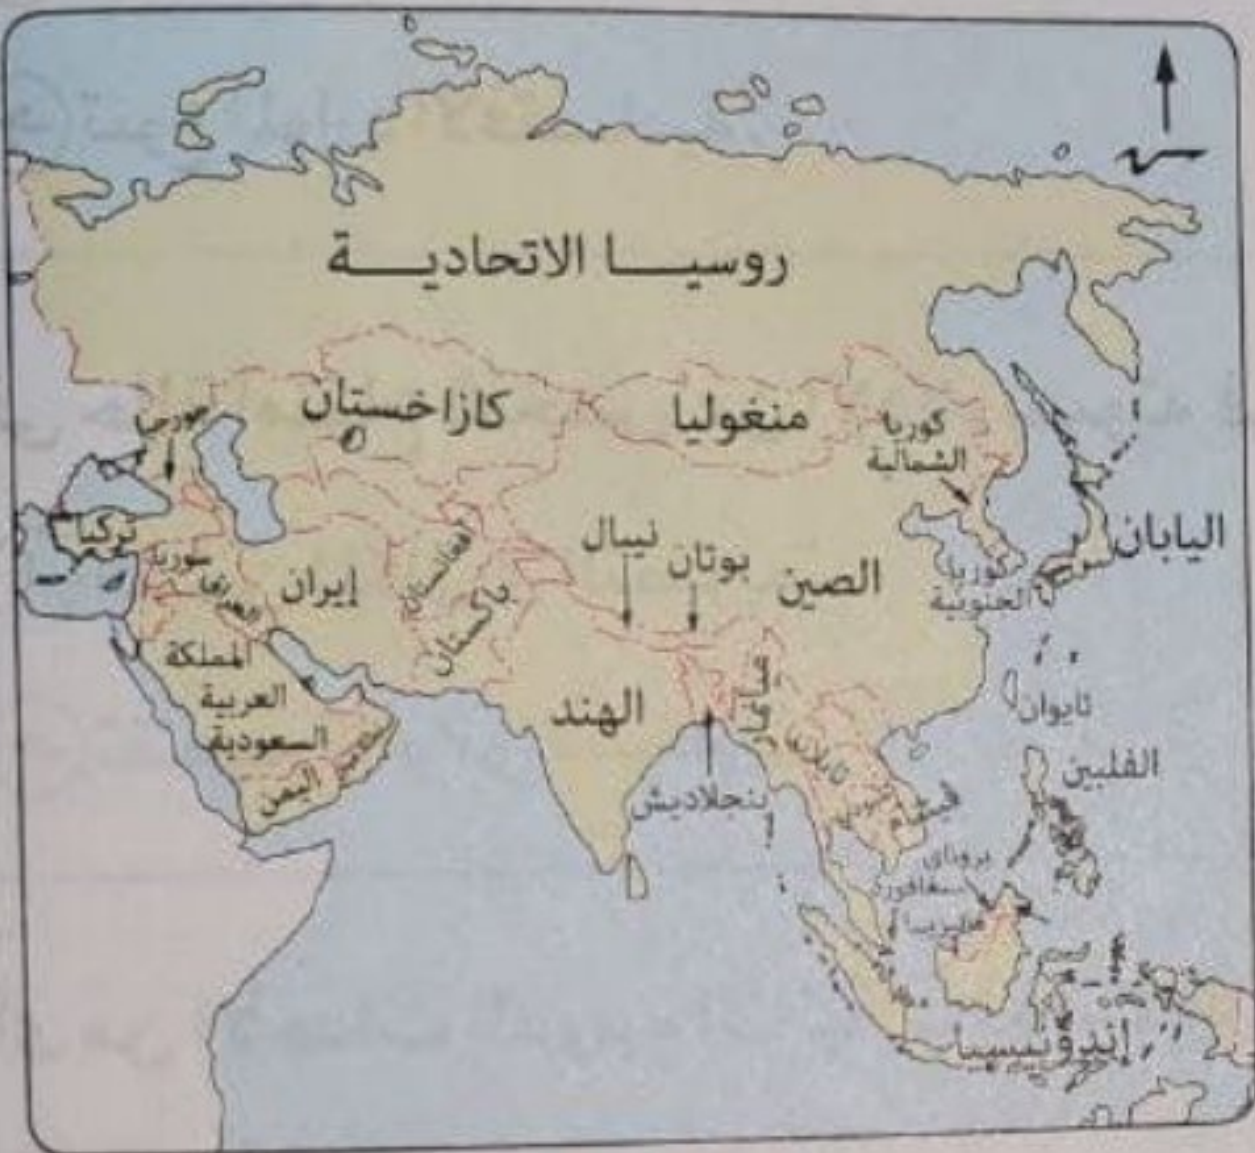 روسيا الاتحادية
كازاخستان
منغوليا
كوريا
الشمالية
تركيا
سوريا
العراق
إيران
أفغانستان
باكستان
نيبال
بوتان
الصين
كوريا
الجنوبية
اليابان
المملكة
العربية
السعودية
اليمن
الهند
بنجلاديش
تايلاند
فيتنام
تايوان
الفلبين
بروناي
سنغافورة
ماليزيا
إندونيسيا